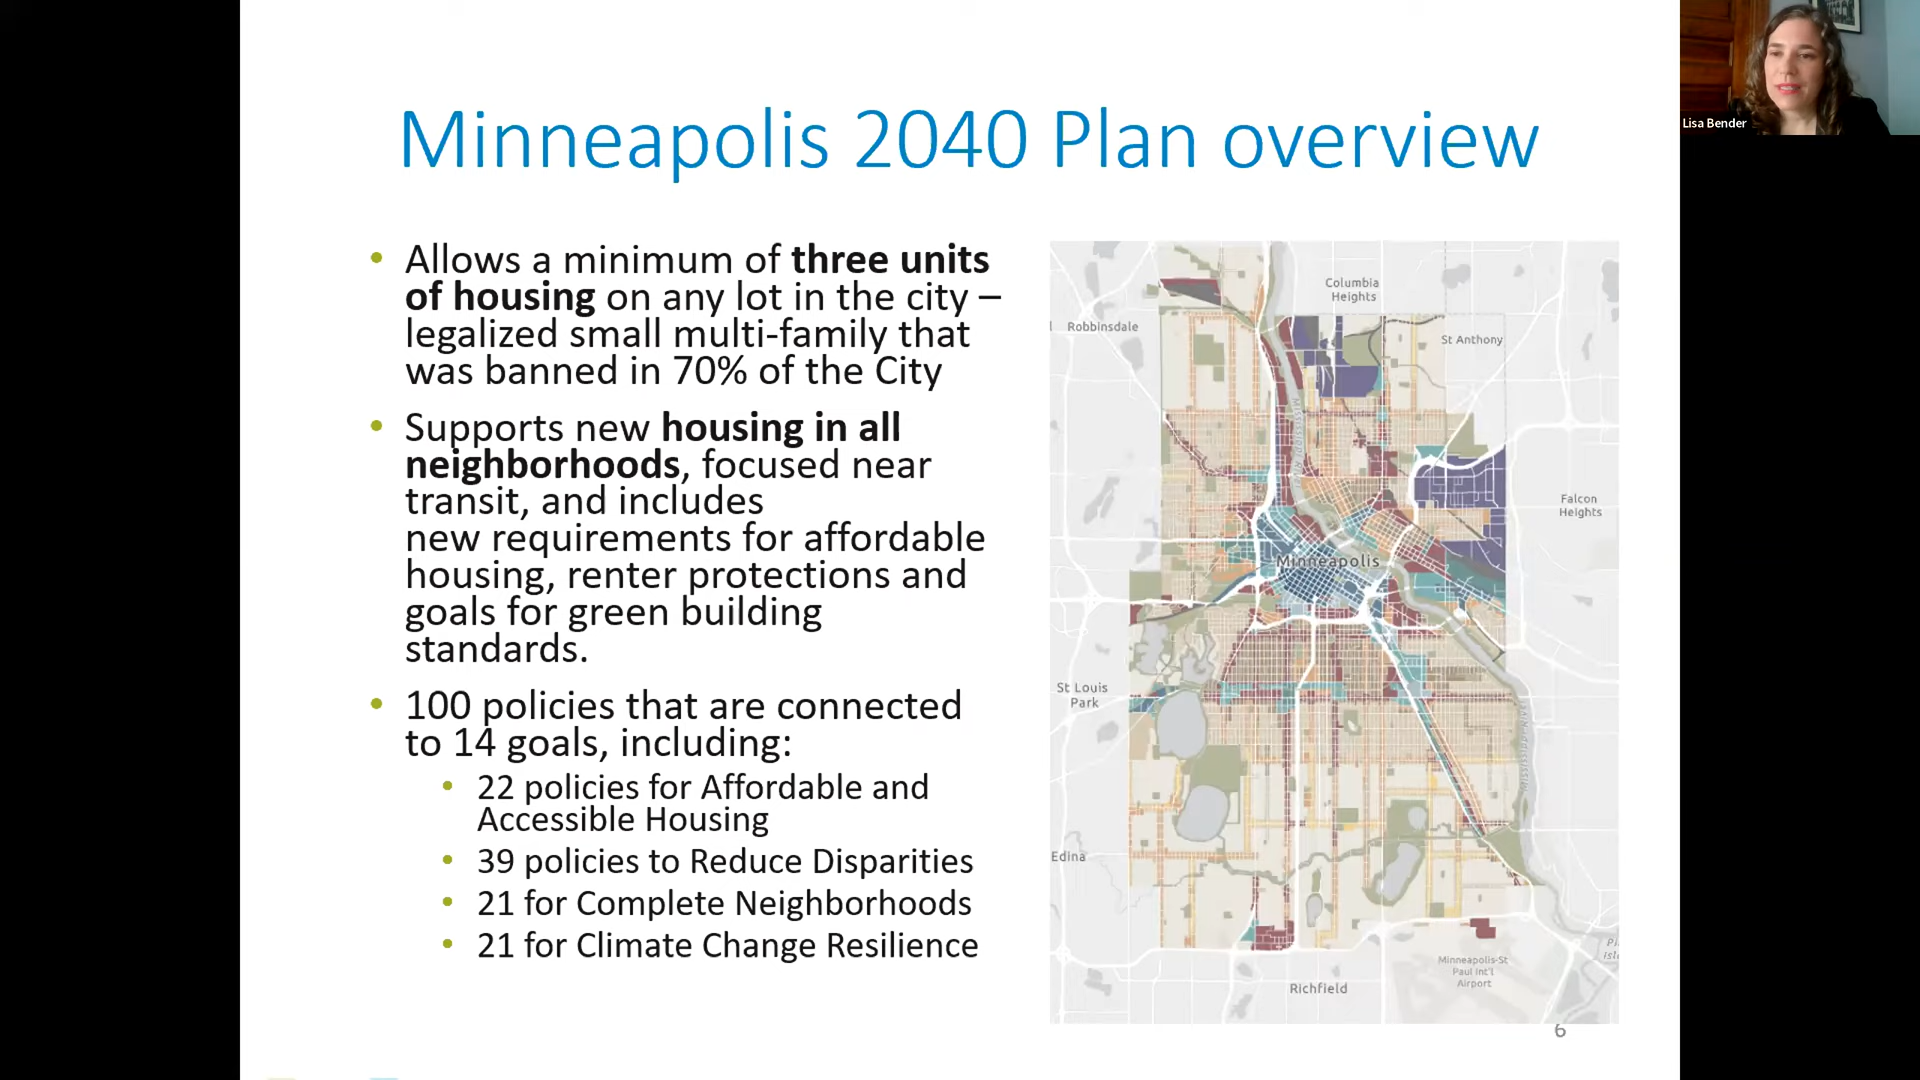 Minneapolis 2040 Plan overview
Lisa Bender
• Allows a minimum of three units
of housing on any lot in the city –
legalized small multi-family that
was banned in 70% of the City
• Supports new housing in all
neighborhoods, focused near
transit, and includes
new requirements for affordable
housing, renter protections and
goals for green building
standards.
• 100 policies that are connected
to 14 goals, including:
• 22 policies for Affordable and
Accessible Housing
• 39 policies to Reduce Disparities
• 21 for Complete Neighborhoods
• 21 for Climate Change Resilience
Columbia
Heights
Robbinsdale
St Anthony
Falcon
Heights
Minneapolis
St Louis
Park
Mississippi River
Edina
Minneapolis-St
Paul Int'l
Airport
Richfield
6